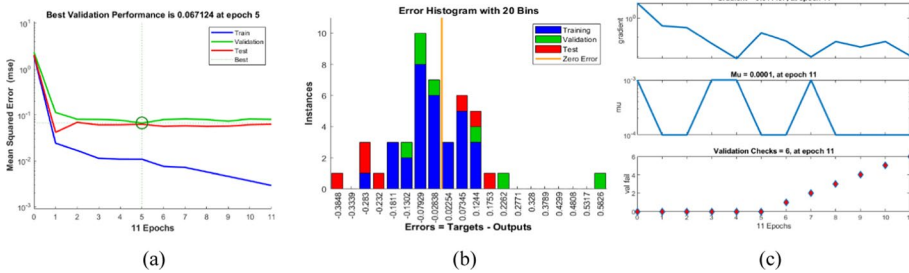 Best Validation Performance is 0.067124 at epoch 5
Mean Squared Error (mse)
10^1
10^0
10^-1
10^-2
10^-3
Train
Validation
Test
Best
0 1 2 3 4 5 6 7 8 9 10 11
11 Epochs
(a)
Error Histogram with 20 Bins
Instances
10
8
6
4
2
0
Training
Validation
Test
Zero Error
-0.3848
-0.3339
-0.283
-0.232
-0.1811
-0.1302
-0.07929
-0.02838
0.02254
0.07345
0.1244
0.1753
0.2262
0.2771
0.328
0.3789
0.4299
0.4808
0.5317
0.5826
Errors = Targets - Outputs
(b)
gradient
10^0
Mu = 0.0001, at epoch 11
mu
10^-3
10^-4
Validation Checks = 6, at epoch 11
val fail
6
4
2
0
0 1 2 3 4 5 6 7 8 9 10
11 Epochs
(c)